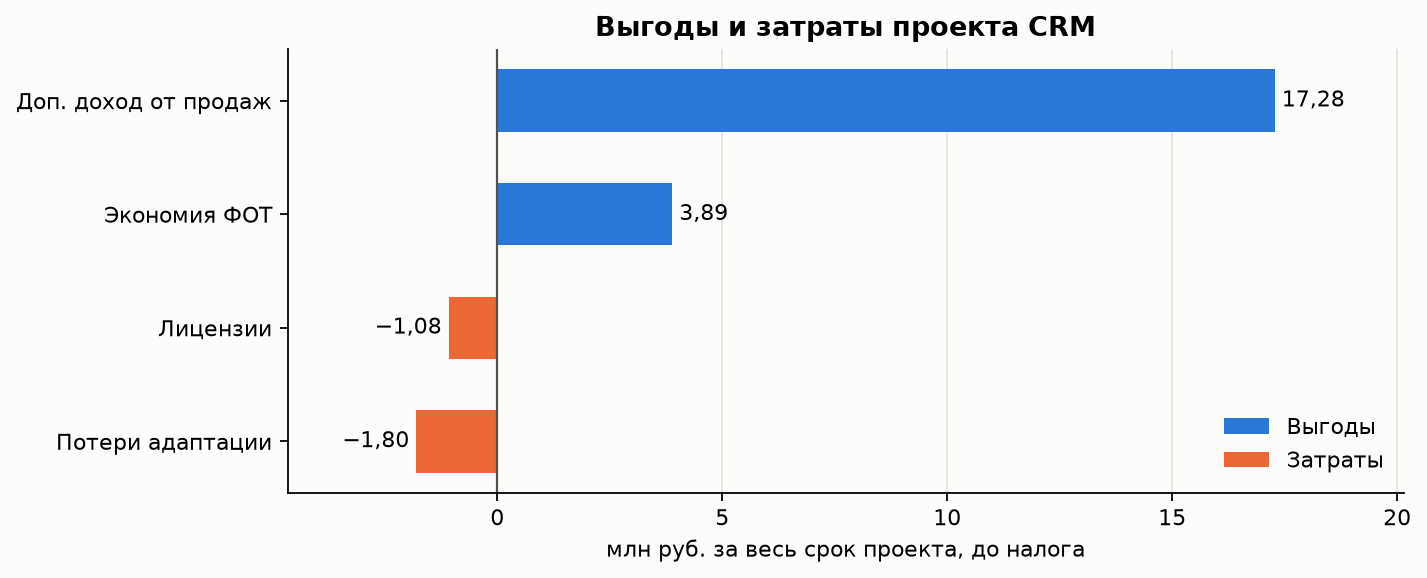 Выгоды и затраты проекта CRM
Доп. доход от продаж
17,28
Экономия ФОТ
3,89
Лицензии
−1,08
Потери адаптации
−1,80
Выгоды
Затраты
0 5 10 15 20
млн руб. за весь срок проекта, до налога